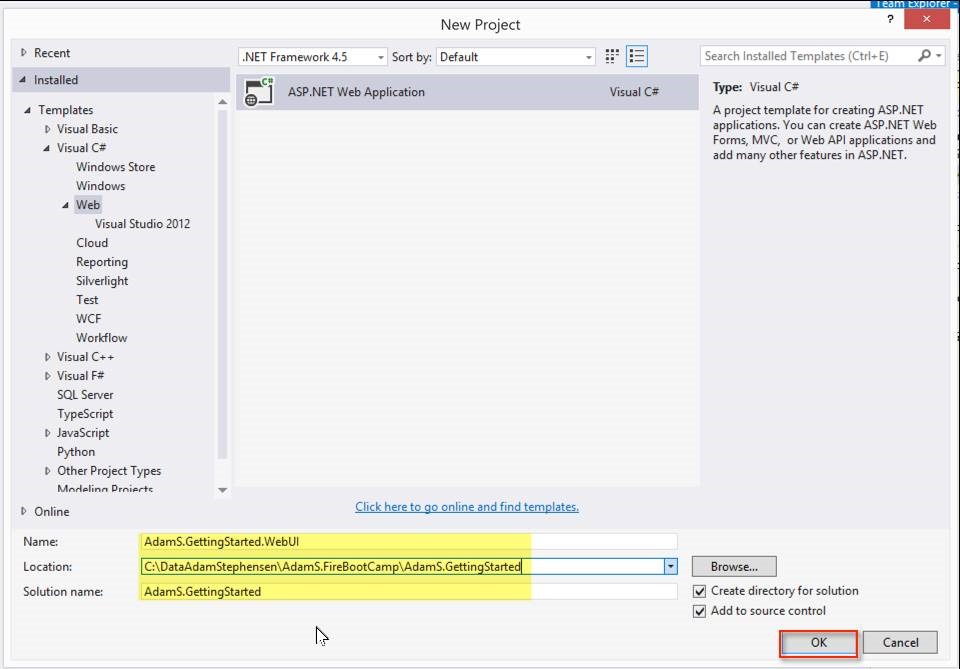 Team Explorer -
New Project
?
Recent
.NET Framework 4.5
Sort by:
Default
Search Installed Templates (Ctrl+E)
Installed
Templates
Visual Basic
Visual C#
Windows Store
Windows
Web
Visual Studio 2012
Cloud
Reporting
Silverlight
Test
WCF
Workflow
Visual C++
Visual F#
SQL Server
TypeScript
JavaScript
Python
Other Project Types
Modeling Projects
Online
C#
ASP.NET Web Application
Visual C#
Type: Visual C#
A project template for creating ASP.NET
applications. You can create ASP.NET Web
Forms, MVC, or Web API applications and
add many other features in ASP.NET.
Click here to go online and find templates.
Name:
AdamS.GettingStarted.WebUI
Location:
C:\DataAdamStephensen\AdamS.FireBootCamp\AdamS.GettingStarted
Browse...
Solution name:
AdamS.GettingStarted
Create directory for solution
Add to source control
OK
Cancel